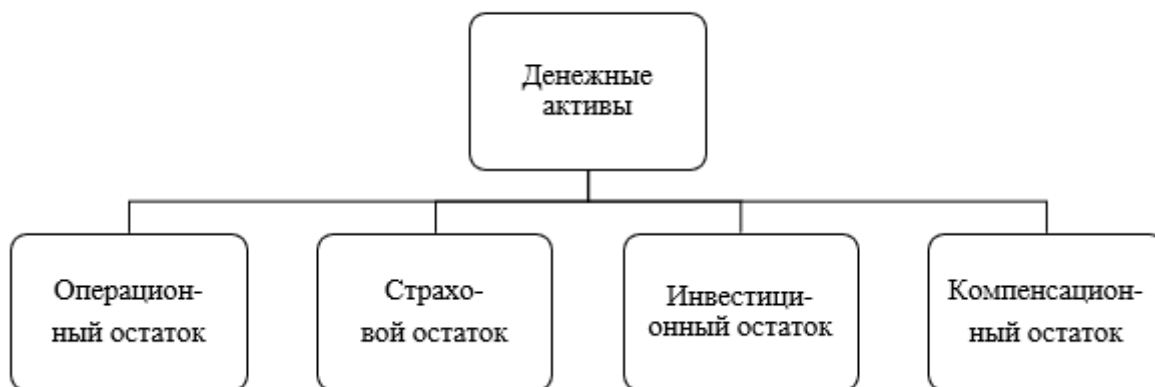 Денежные
активы
Операцион-
ный остаток
Страхо-
вой остаток
Инвестици-
онный остаток
Компенсацион-
ный остаток